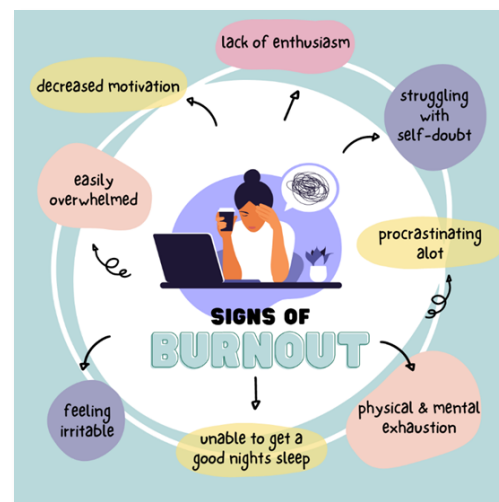 lack of enthusiasm
decreased motivation
struggling
with
self-doubt
easily
overwhelmed
procrastinating
alot
SIGNS OF
BURNOUT
feeling
irritable
physical & mental
exhaustion
unable to get a
good nights sleep